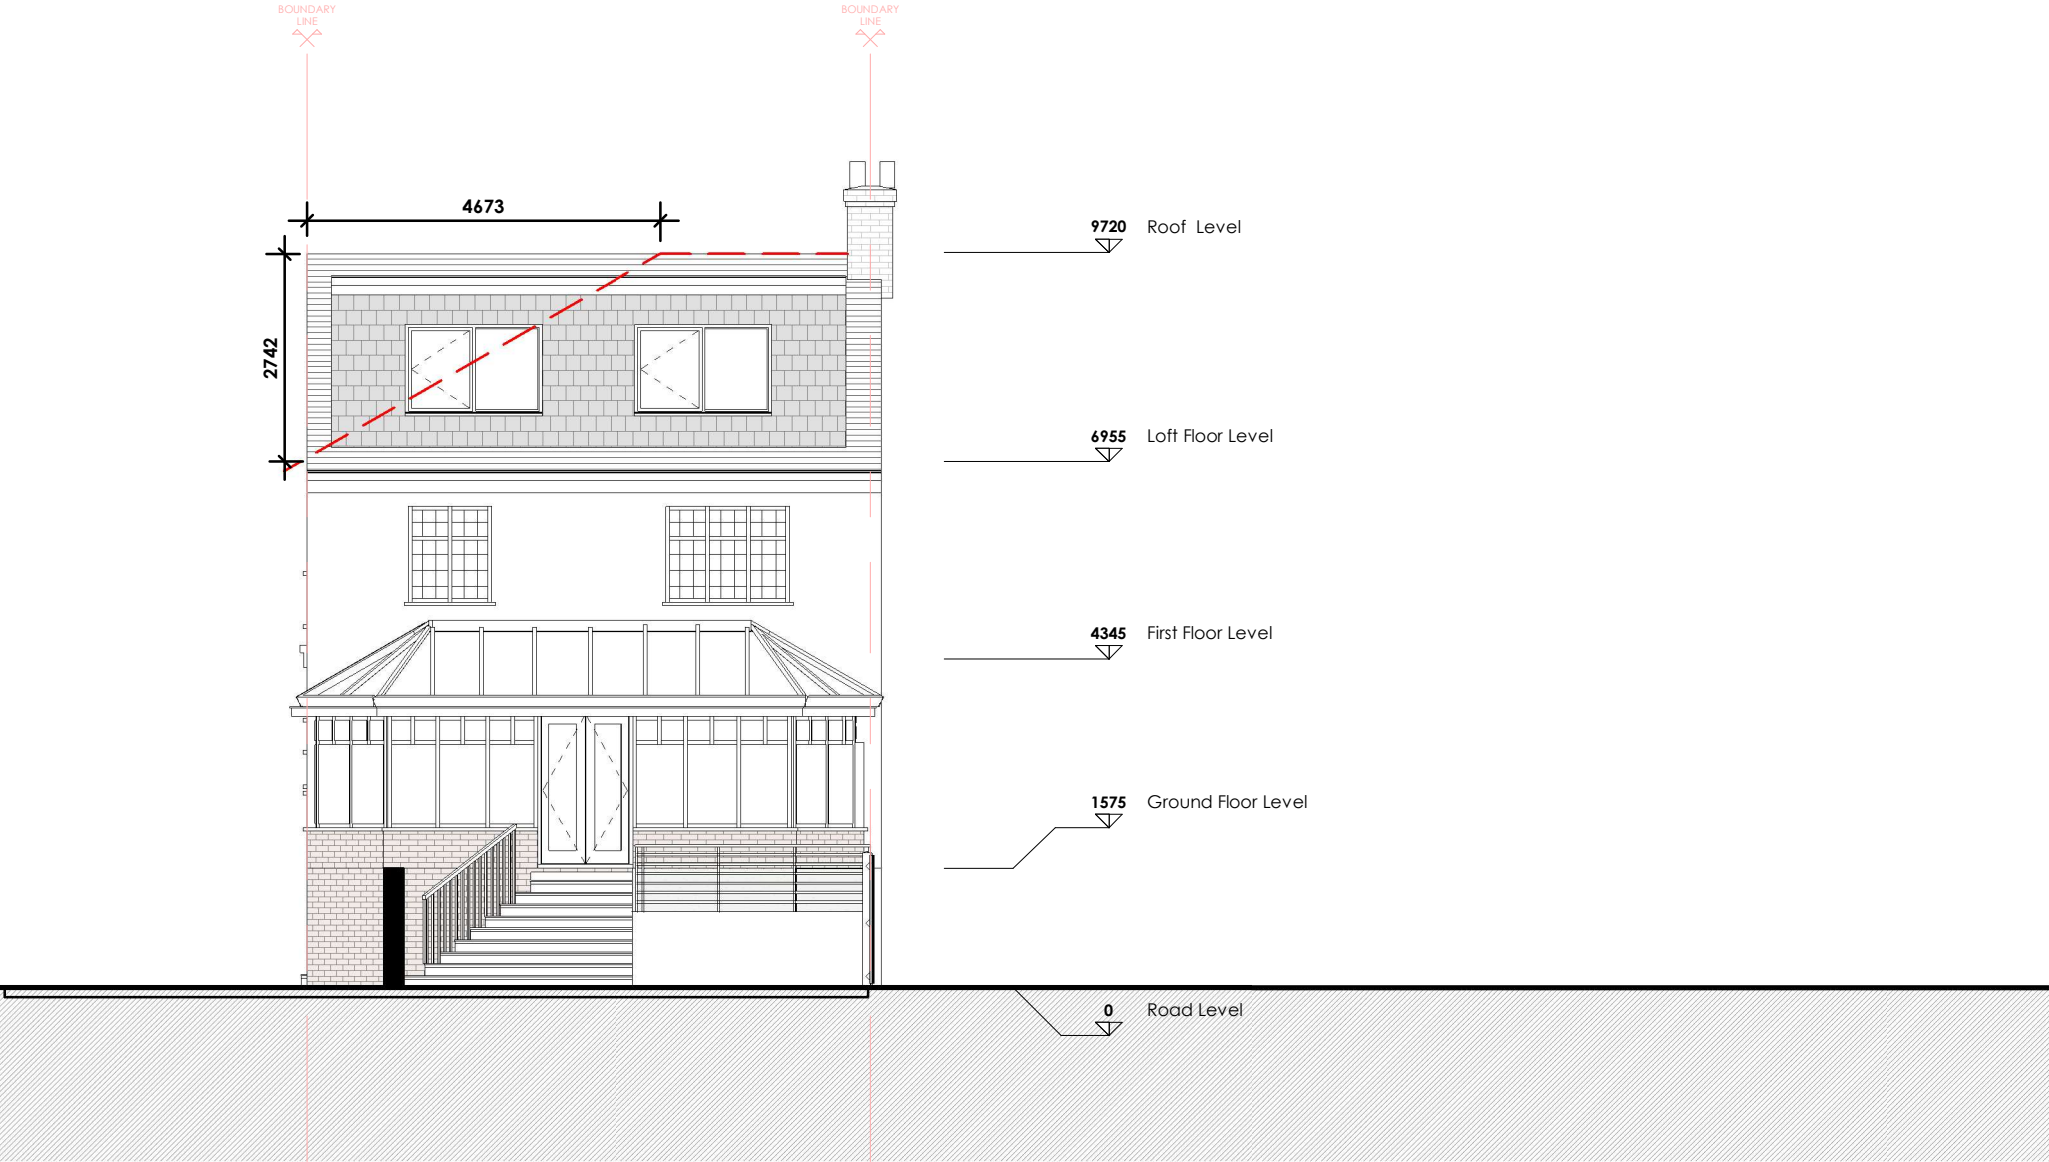 BOUNDARY
LINE
BOUNDARY
LINE
4673
2742
9720 Roof Level
6955 Loft Floor Level
4345 First Floor Level
1575 Ground Floor Level
0 Road Level